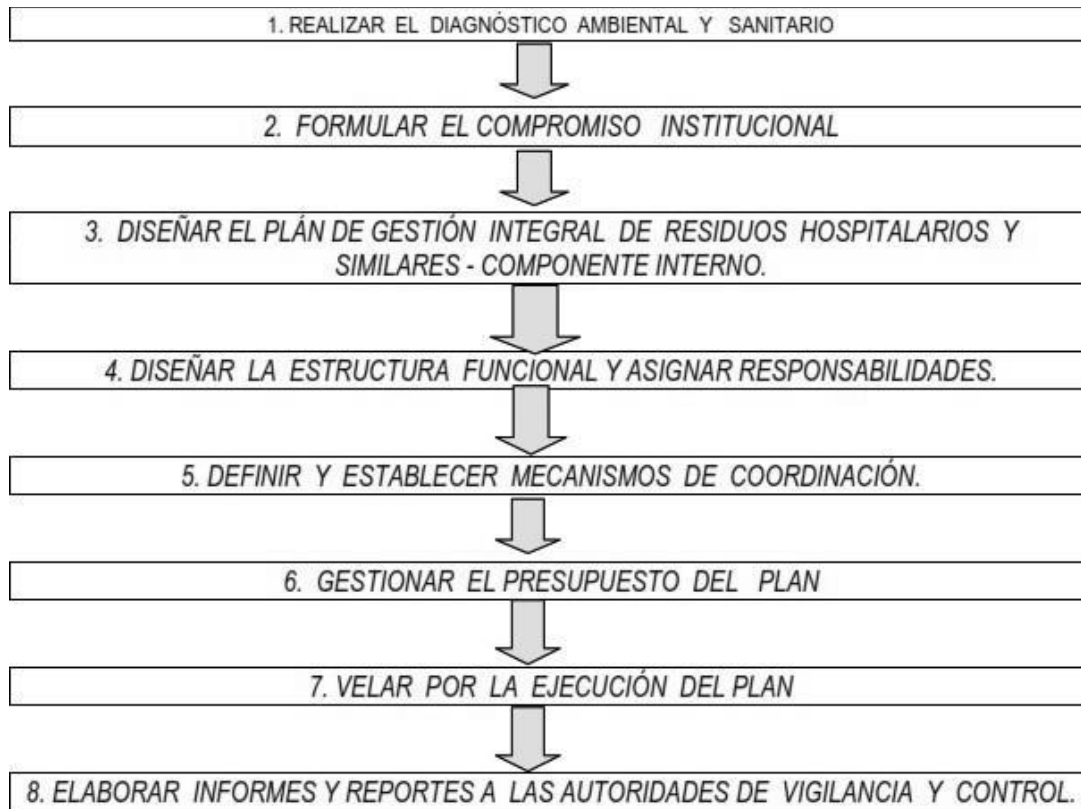 1. REALIZAR EL DIAGNÓSTICO AMBIENTAL Y SANITARIO
2. FORMULAR EL COMPROMISO INSTITUCIONAL
3. DISEÑAR EL PLÁN DE GESTIÓN INTEGRAL DE RESIDUOS HOSPITALARIOS Y
SIMILARES - COMPONENTE INTERNO.
4. DISEÑAR LA ESTRUCTURA FUNCIONAL Y ASIGNAR RESPONSABILIDADES.
5. DEFINIR Y ESTABLECER MECANISMOS DE COORDINACIÓN.
6. GESTIONAR EL PRESUPUESTO DEL PLAN
7. VELAR POR LA EJECUCIÓN DEL PLAN
8. ELABORAR INFORMES Y REPORTES A LAS AUTORIDADES DE VIGILANCIA Y CONTROL.